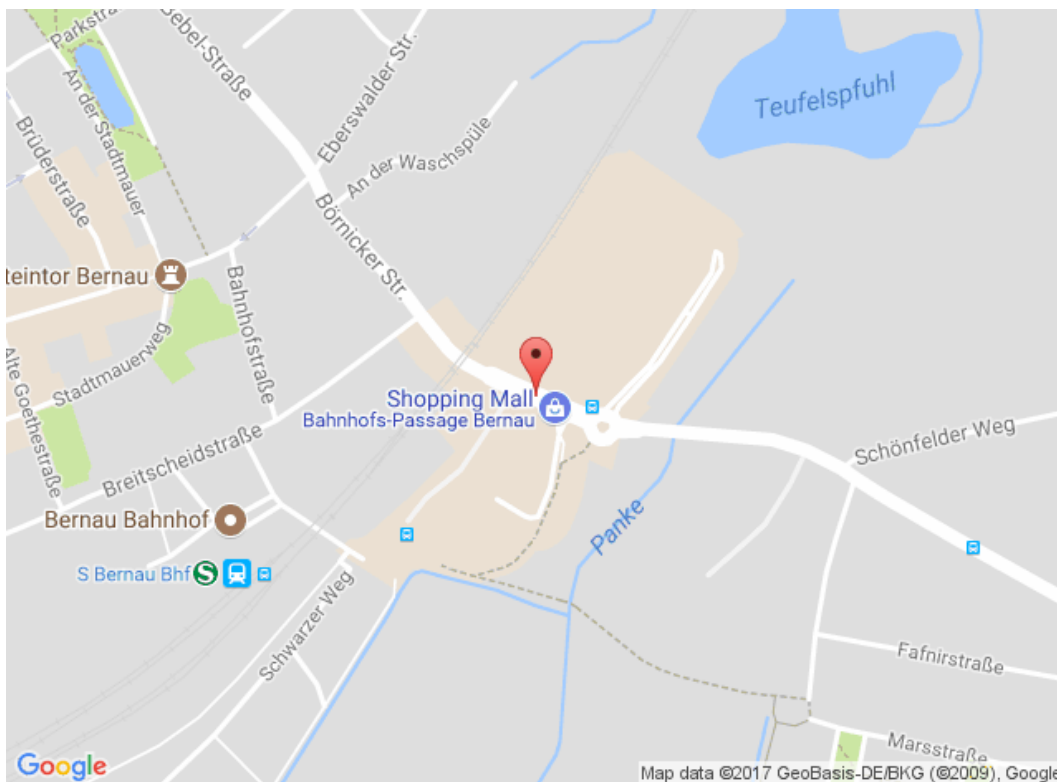 Parkstra
Bebel-Straße
An der Stadtmauer
Brüderstraße
Eberswalder Str.
An der Waschspüle
Teufelspfuhl
Börnicker Str.
teintor Bernau
Bahnhofstraße
Stadtmauerweg
Alte Goethestraße
Shopping Mall
Bahnhofs-Passage Bernau
Breitscheidstraße
Schönfelder Weg
Bernau Bahnhof
Panke
S Bernau Bhf
S
Schwarzer Weg
Fafnirstraße
Marsstraße
Google
Map data ©2017 GeoBasis-DE/BKG (©2009), Google